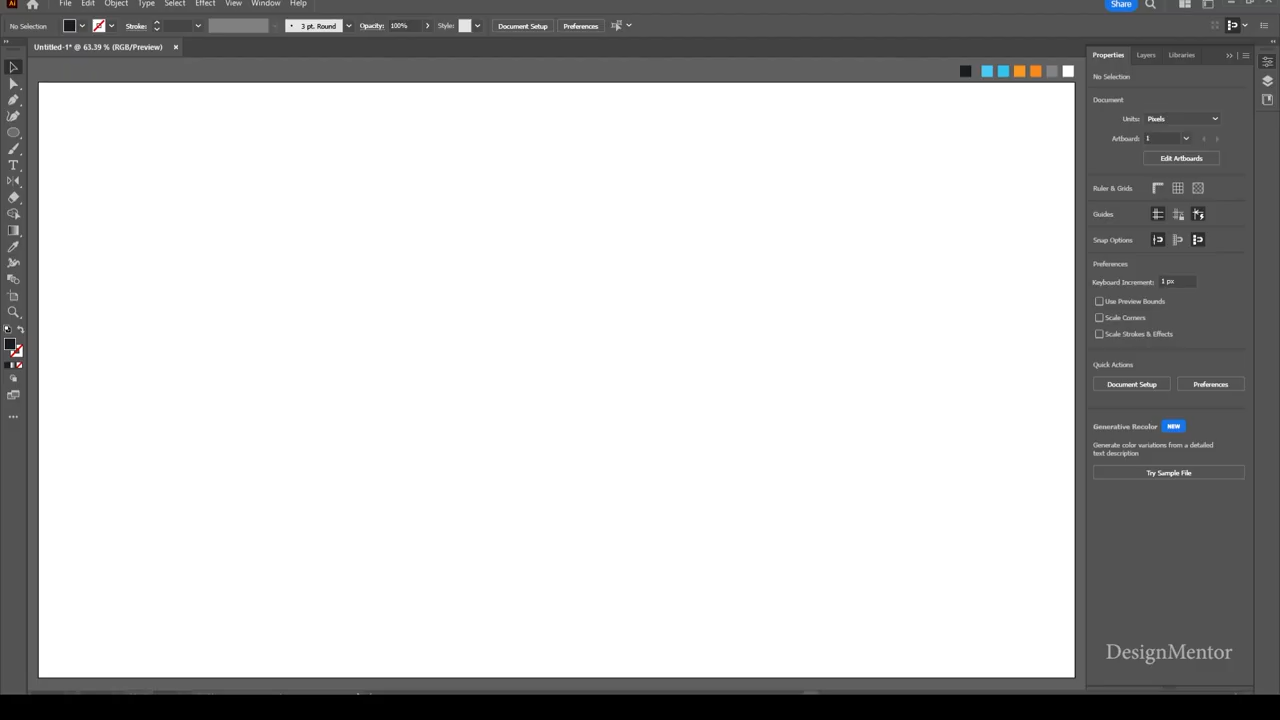 Ai File Edit Object Type Select Effect View Window Help Share
No Selection Stroke: 3 pt. Round Opacity: 100% Style: Document Setup Preferences
Untitled-1* @ 63.39 % (RGB/Preview)
Properties Layers Libraries
No Selection
Document
Units: Pixels
Artboard: 1
Edit Artboards
Ruler & Grids
Guides
Snap Options
Preferences
Keyboard Increment: 1 px
Use Preview Bounds
Scale Corners
Scale Strokes & Effects
Quick Actions
Document Setup Preferences
Generative Recolor NEW
Generate color variations from a detailed
text description
Try Sample File
DesignMentor